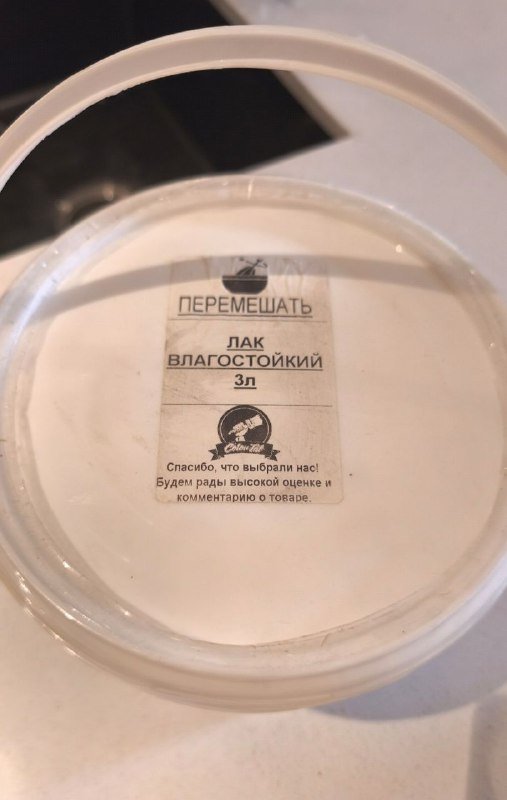 ПЕРЕМЕШАТЬ
ЛАК
ВЛАГОСТОЙКИЙ
3л
Спасибо, что выбрали нас!
Будем рады высокой оценке и
комментарию о товаре.